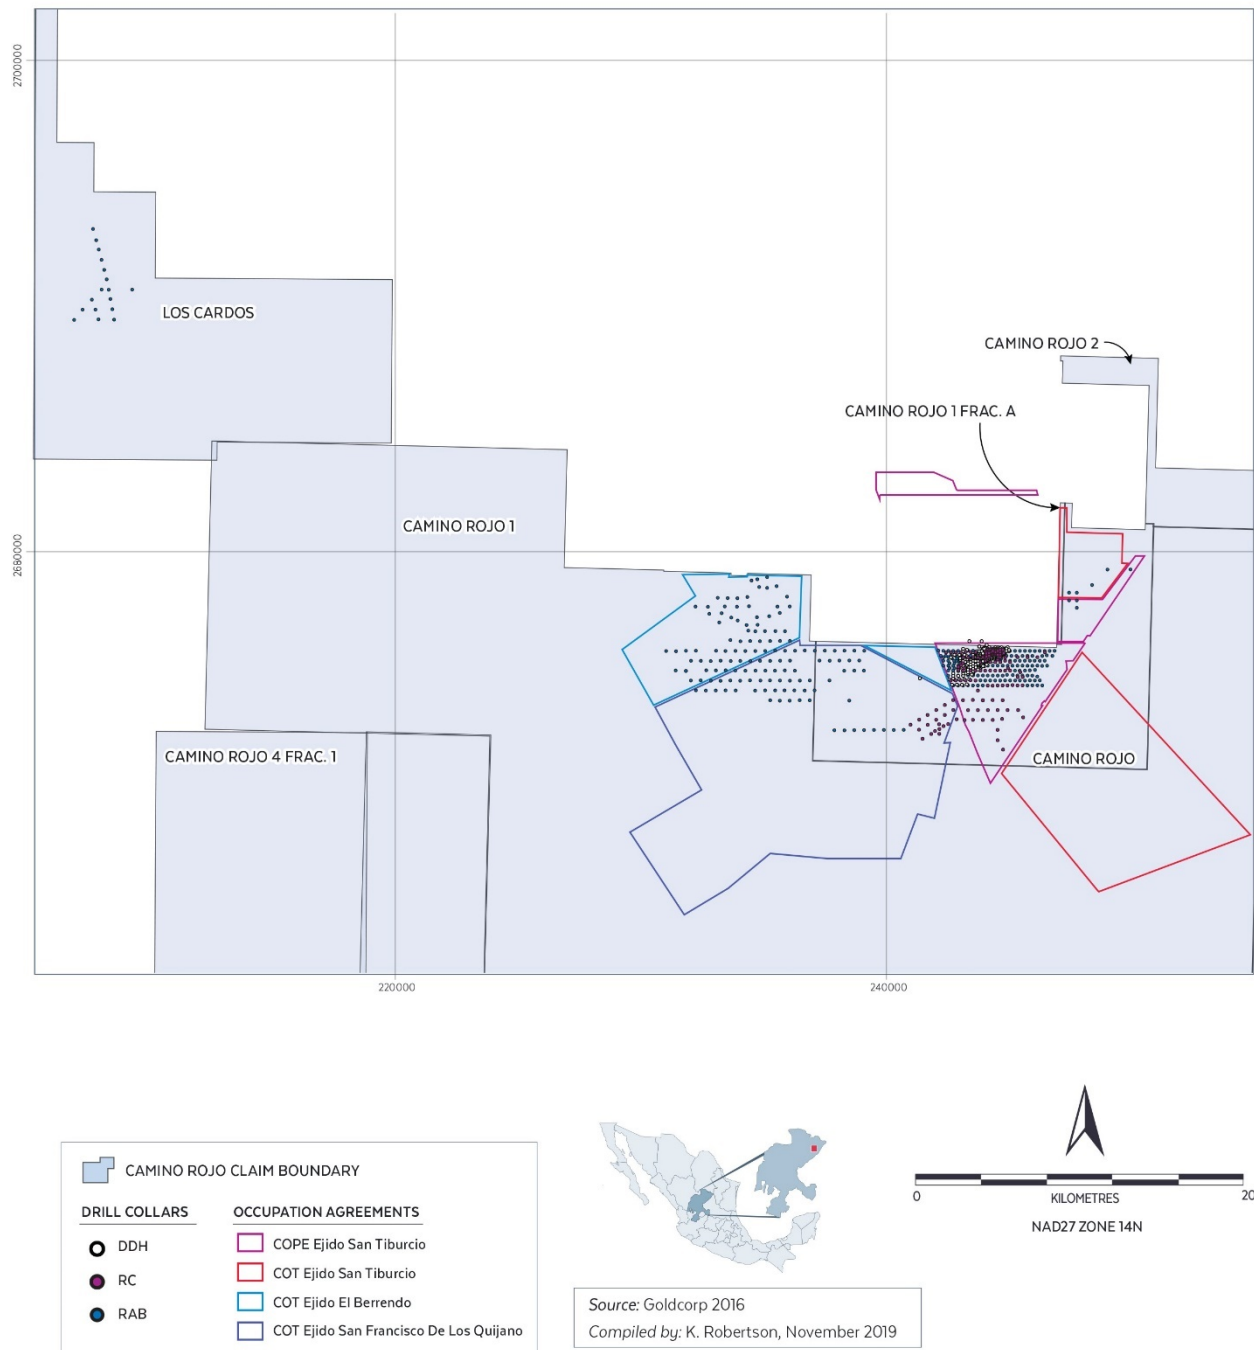 2700000
LOS CARDOS
CAMINO ROJO 2
CAMINO ROJO 1 FRAC. A
CAMINO ROJO 1
2680000
CAMINO ROJO 4 FRAC. 1
CAMINO ROJO
220000
240000
CAMINO ROJO CLAIM BOUNDARY
DRILL COLLARS
DDH
RC
RAB
OCCUPATION AGREEMENTS
COPE Ejido San Tiburcio
COT Ejido San Tiburcio
COT Ejido El Berrendo
COT Ejido San Francisco De Los Quijano
Source: Goldcorp 2016
Compiled by: K. Robertson, November 2019
0
20
KILOMETRES
NAD27 ZONE 14N